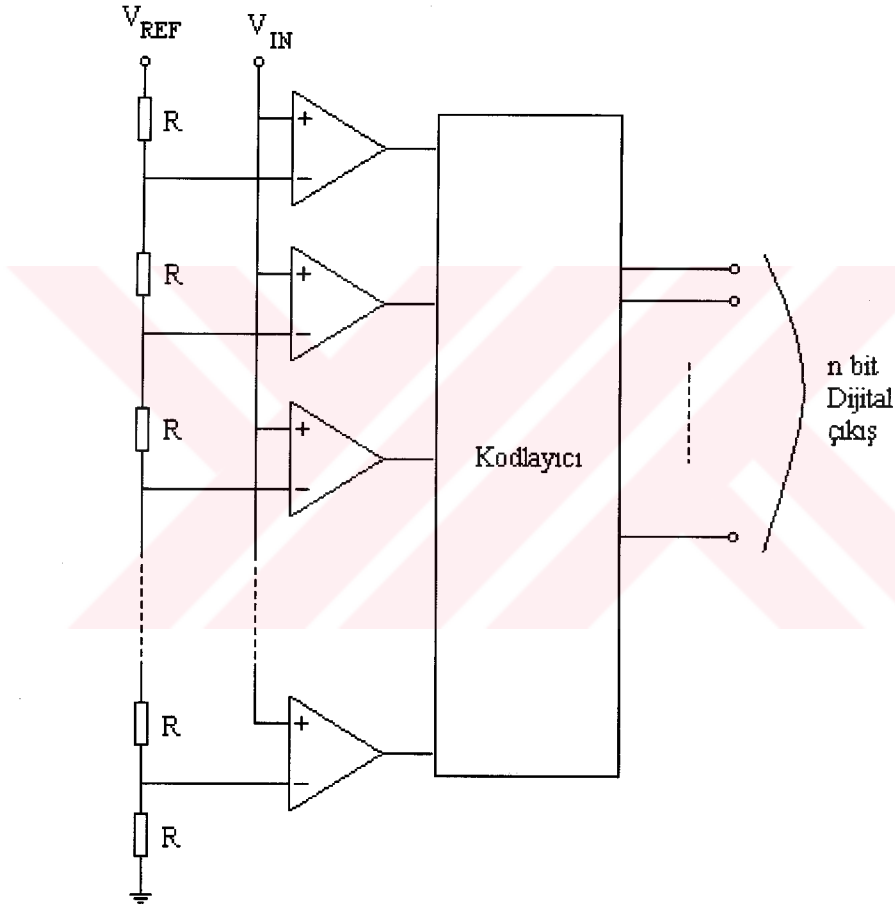 V_REF V_IN
R
+
−
R
+
−
R
+
−
Kodlayıcı
n bit
Dijital
çıkış
R
+
−
R